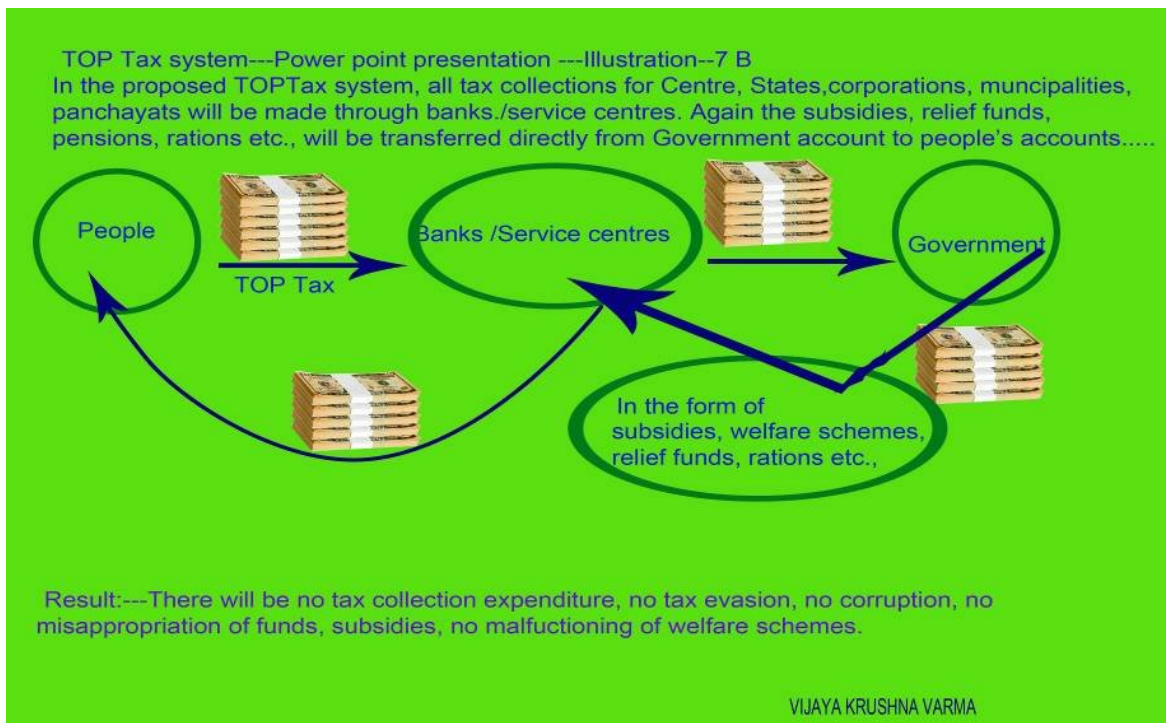 TOP Tax system---Power point presentation ---Illustration--7 B
In the proposed TOPTax system, all tax collections for Centre, States,corporations, muncipalities,
panchayats will be made through banks./service centres. Again the subsidies, relief funds,
pensions, rations etc., will be transferred directly from Government account to people's accounts.....
People
Banks /Service centres
Government
TOP Tax
In the form of
subsidies, welfare schemes,
relief funds, rations etc.,
Result:---There will be no tax collection expenditure, no tax evasion, no corruption, no
misappropriation of funds, subsidies, no malfuctioning of welfare schemes.
VIJAYA KRUSHNA VARMA